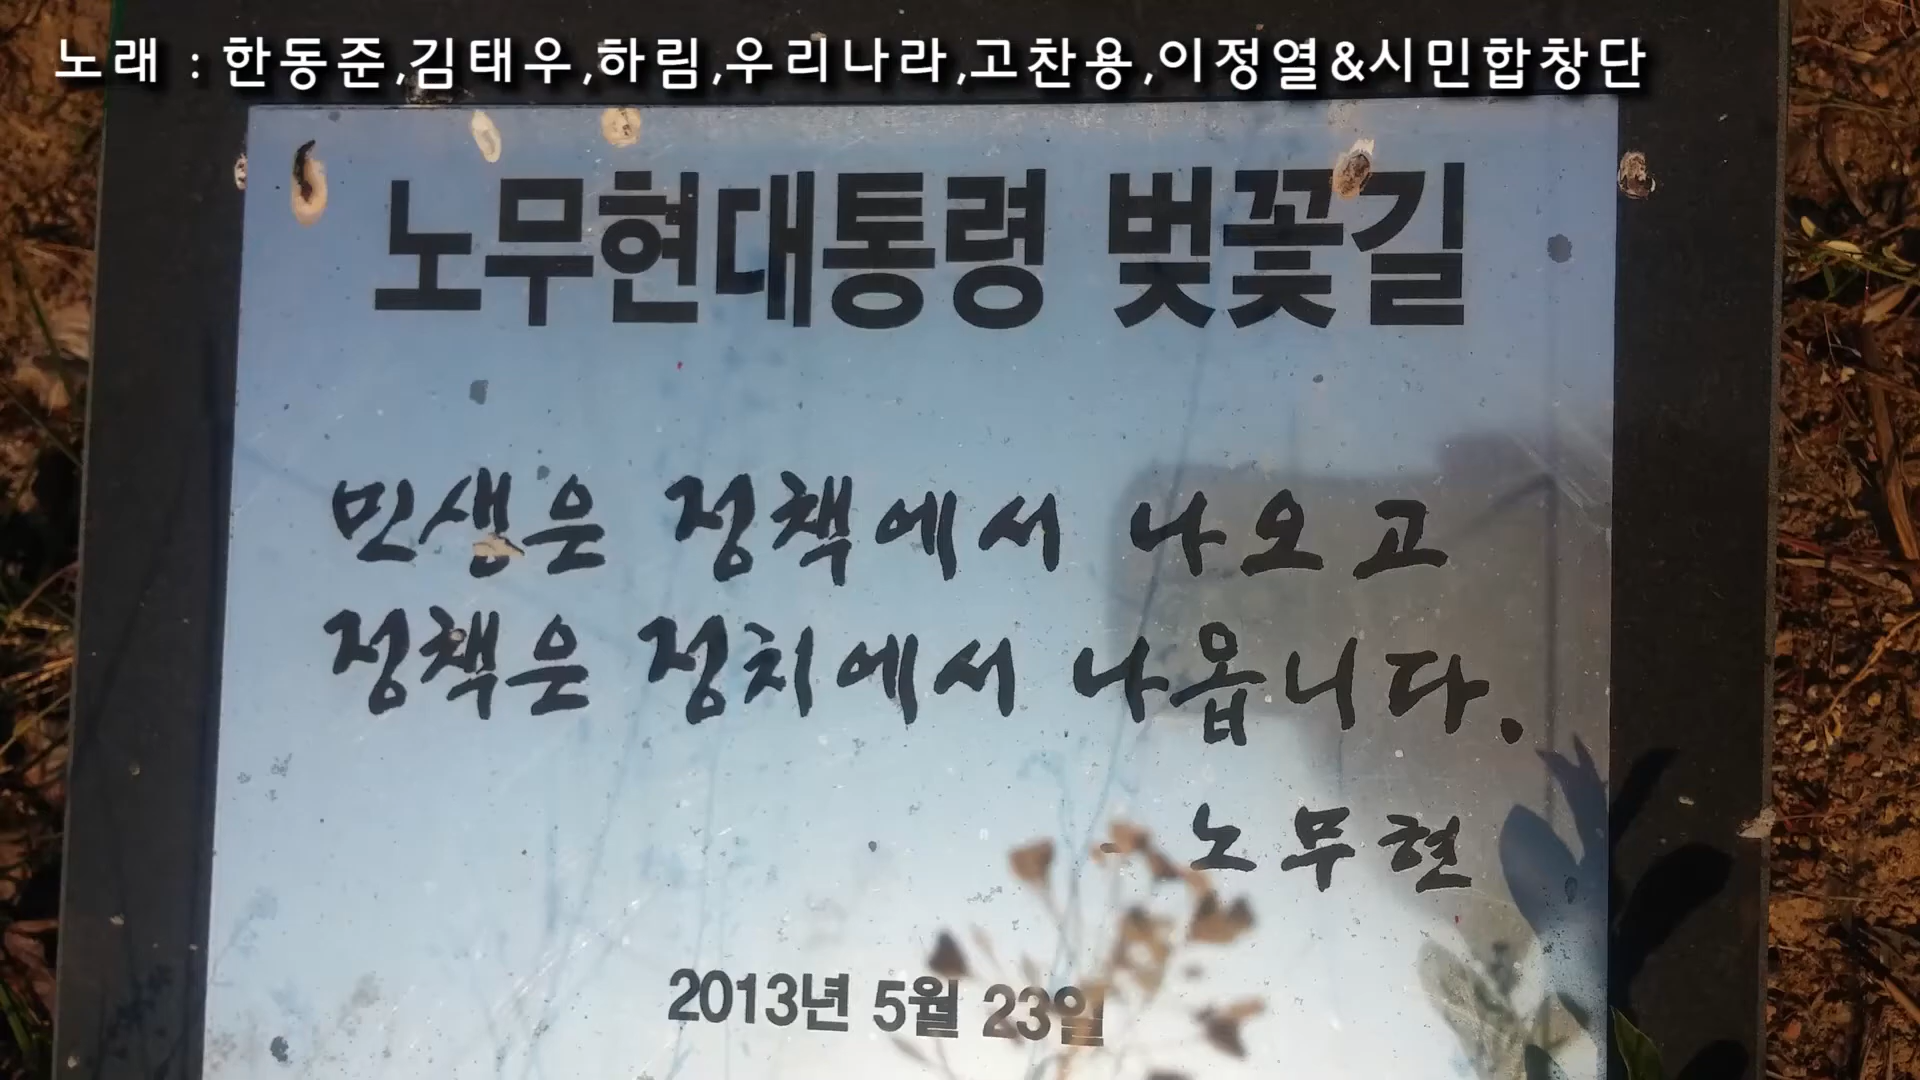 노래 : 한동준,김태우,하림,우리나라,고찬용,이정열&시민합창단
노무현대통령 벚꽃길
민생은 정책에서 나오고
정책은 정치에서 나옵니다.
노무현
2013년 5월 23일